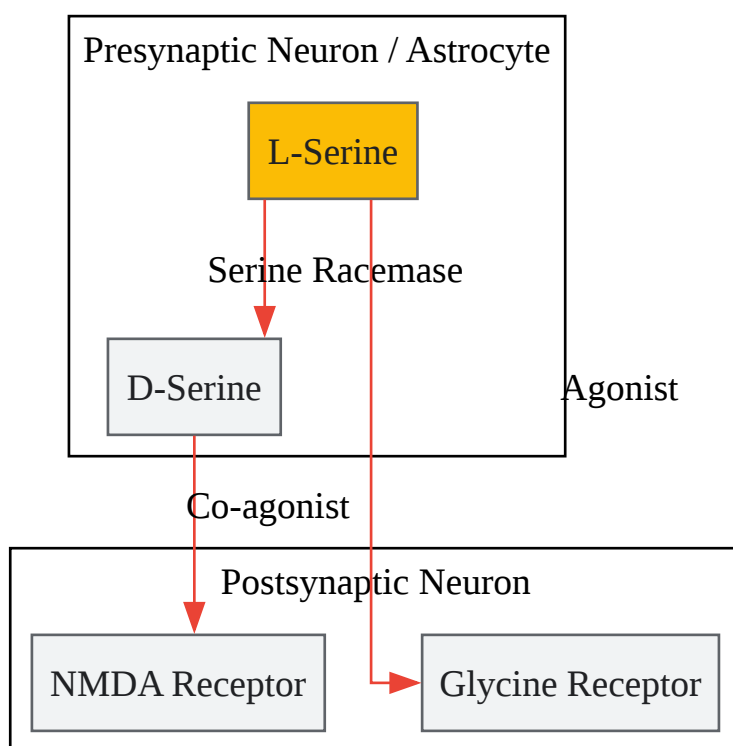 Presynaptic Neuron / Astrocyte
L-Serine
Serine Racemase
D-Serine
Agonist
Co-agonist
Postsynaptic Neuron
NMDA Receptor
Glycine Receptor